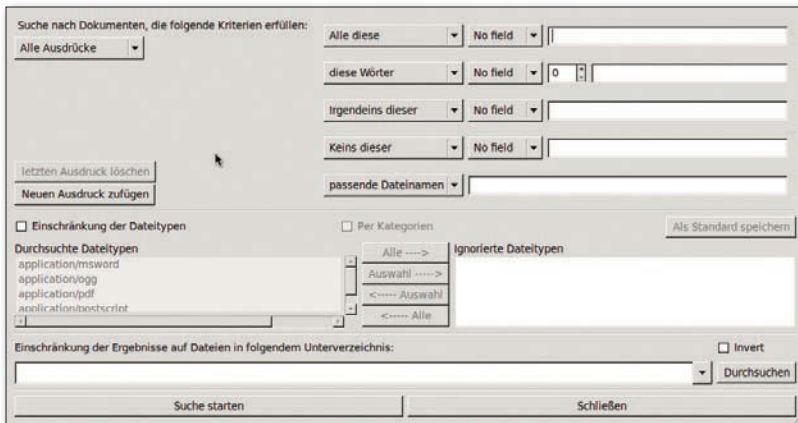 Suche nach Dokumenten, die folgende Kriterien erfüllen:
Alle Ausdrücke
Alle diese No field
diese Wörter No field 0
Irgendeins dieser No field
Keins dieser No field
letzten Ausdruck löschen
Neuen Ausdruck zufügen
passende Dateinamen
Einschränkung der Dateitypen
Per Kategorien
Als Standard speichern
Durchsuchte Dateitypen
application/msword
application/ogg
application/pdf
application/postscript
Alle ---->
Auswahl ----->
<----- Auswahl
<----- Alle
Ignorierte Dateitypen
Einschränkung der Ergebnisse auf Dateien in folgendem Unterverzeichnis:
Invert
Durchsuchen
Suche starten
Schließen